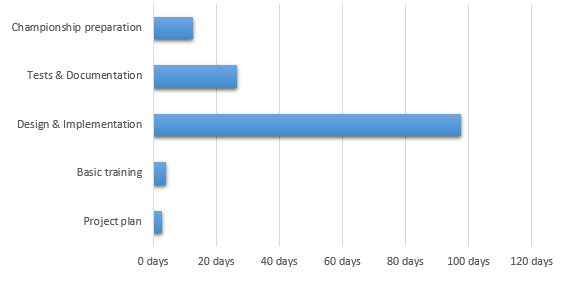 Championship preparation
Tests & Documentation
Design & Implementation
Basic training
Project plan
0 days 20 days 40 days 60 days 80 days 100 days 120 days